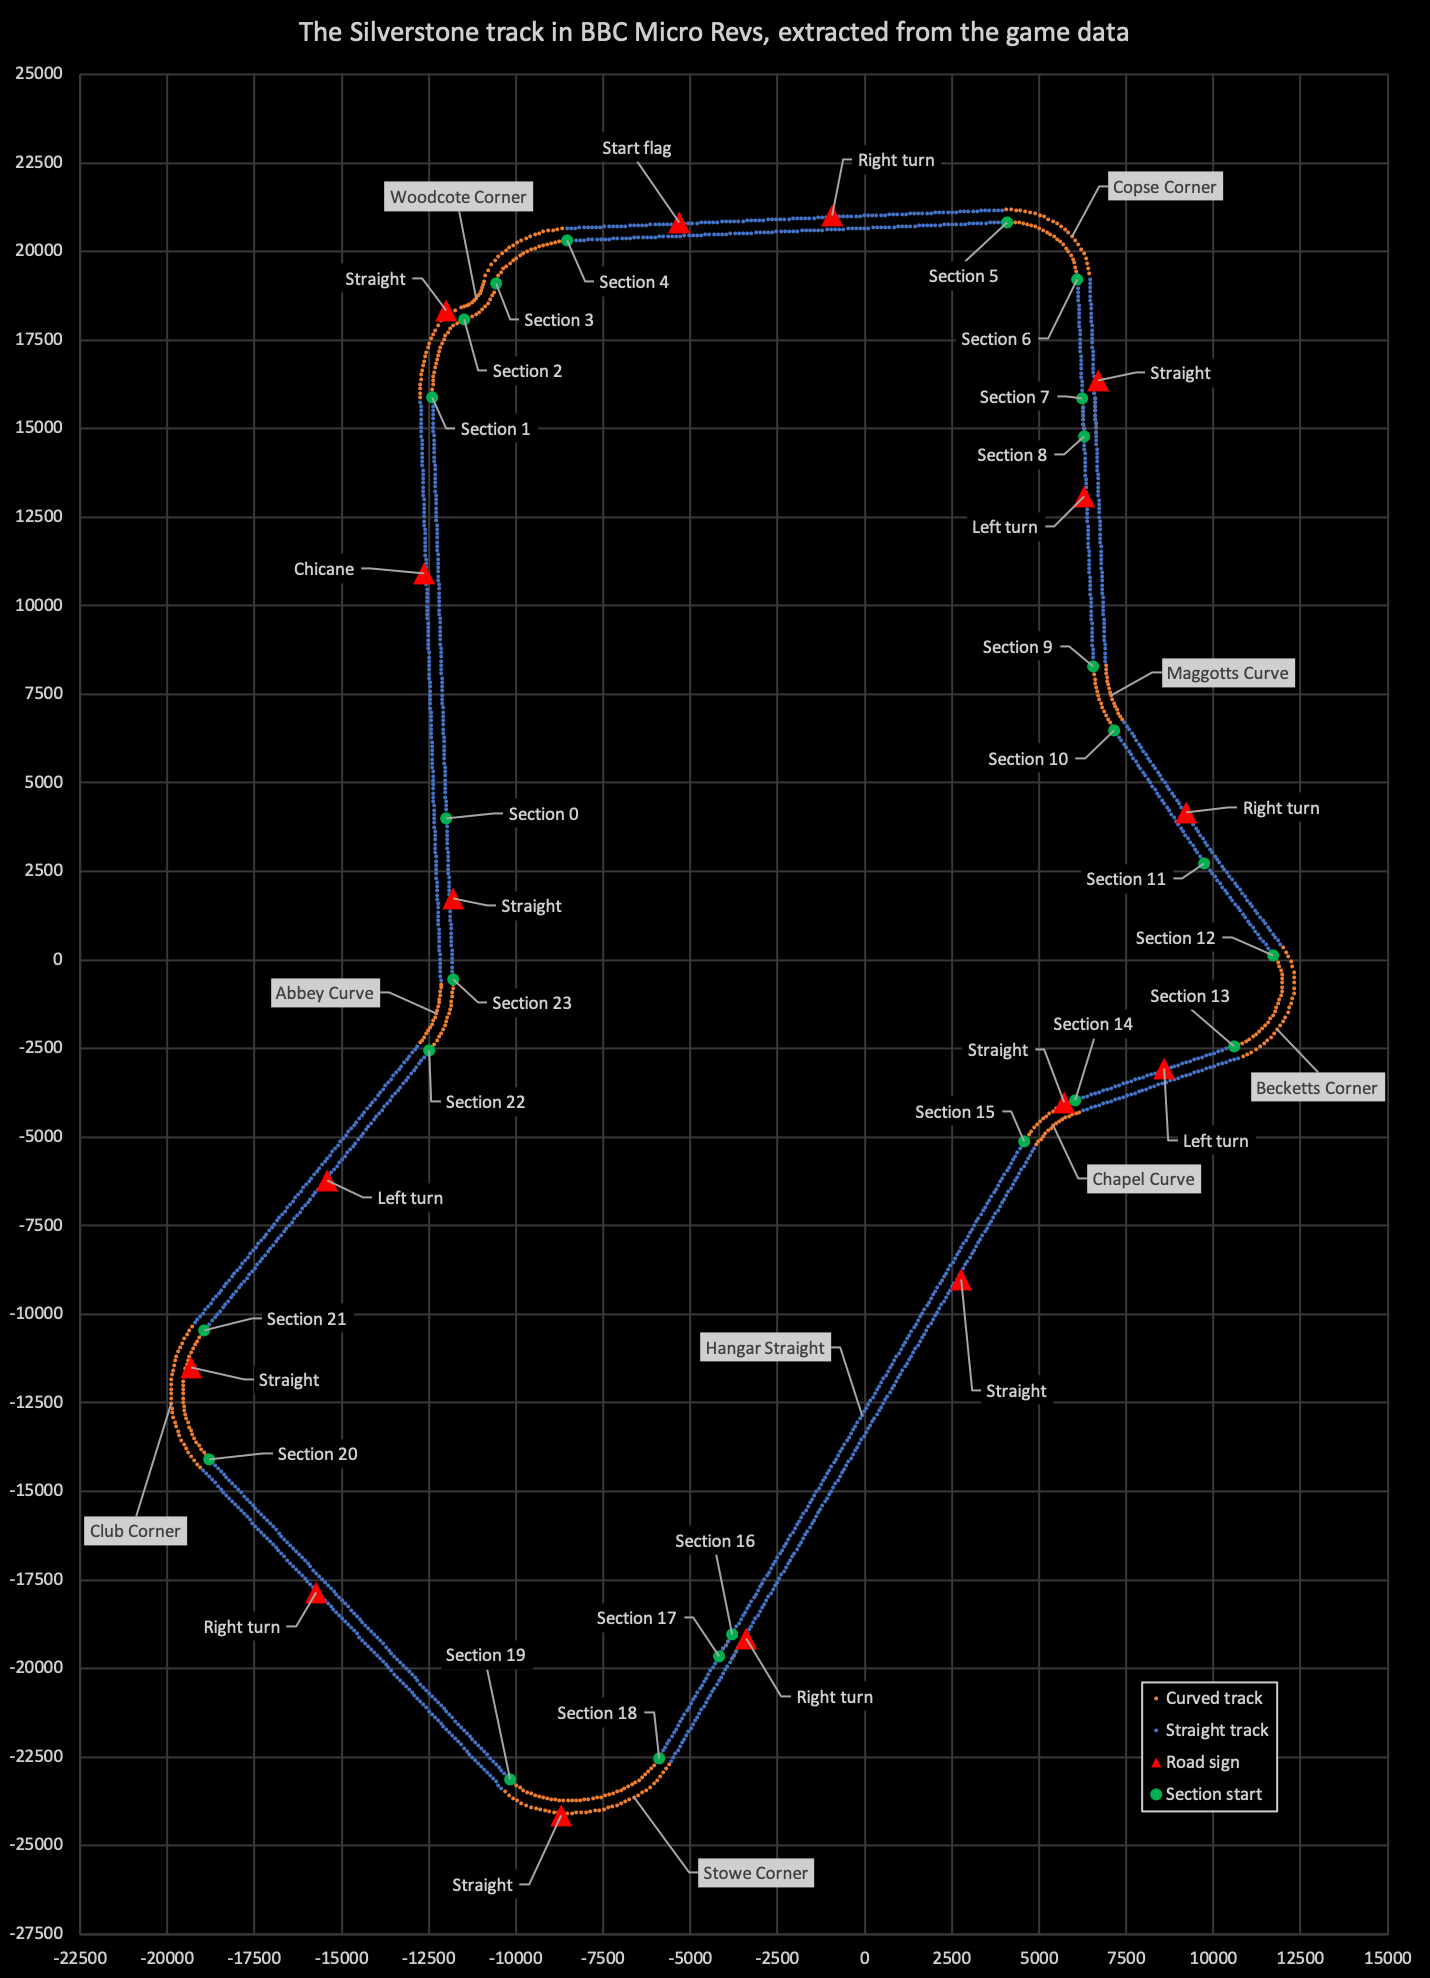 The Silverstone track in BBC Micro Revs, extracted from the game data
25000
22500
20000
17500
15000
12500
10000
7500
5000
2500
0
-2500
-5000
-7500
-10000
-12500
-15000
-17500
-20000
-22500
-25000
-27500
Start flag
Right turn
Copse Corner
Woodcote Corner
Straight
Section 4
Section 5
Section 3
Section 6
Section 2
Straight
Section 7
Section 1
Section 8
Left turn
Chicane
Section 9
Maggotts Curve
Section 10
Section 0
Right turn
Section 11
Straight
Section 12
Abbey Curve
Section 23
Section 13
Section 14
Straight
Becketts Corner
Section 22
Section 15
Left turn
Chapel Curve
Left turn
Section 21
Hangar Straight
Straight
Straight
Section 20
Club Corner
Section 16
Section 17
Right turn
Section 19
Right turn
Section 18
Curved track
Straight track
Road sign
Section start
Stowe Corner
Straight
-22500 -20000 -17500 -15000 -12500 -10000 -7500 -5000 -2500 0 2500 5000 7500 10000 12500 15000